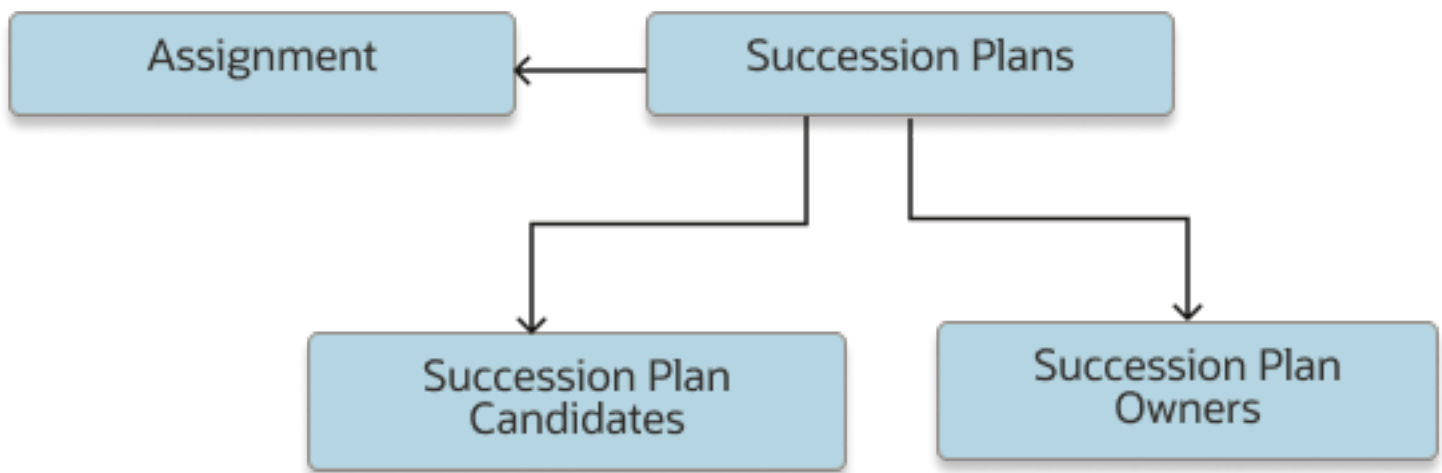 Assignment
Succession Plans
Succession Plan
Candidates
Succession Plan
Owners